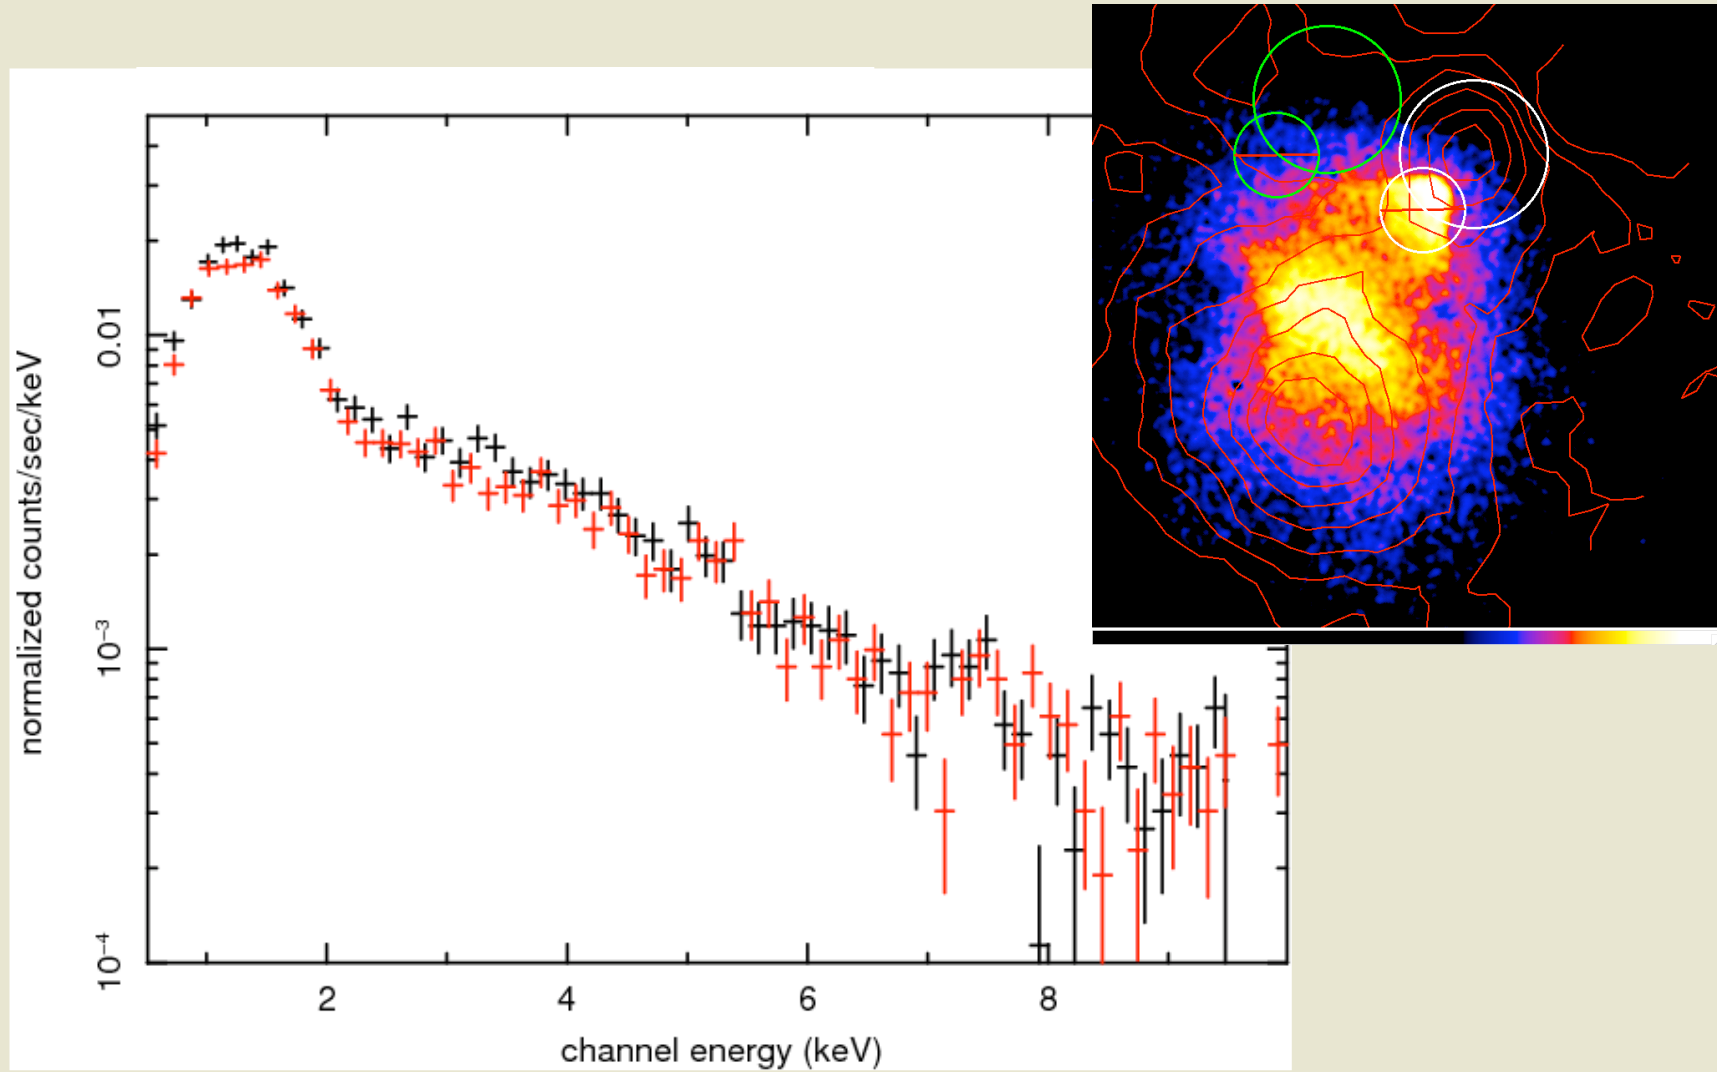 normalized counts/sec/keV
0.01
10⁻³
10⁻⁴
2 4 6 8
channel energy (keV)